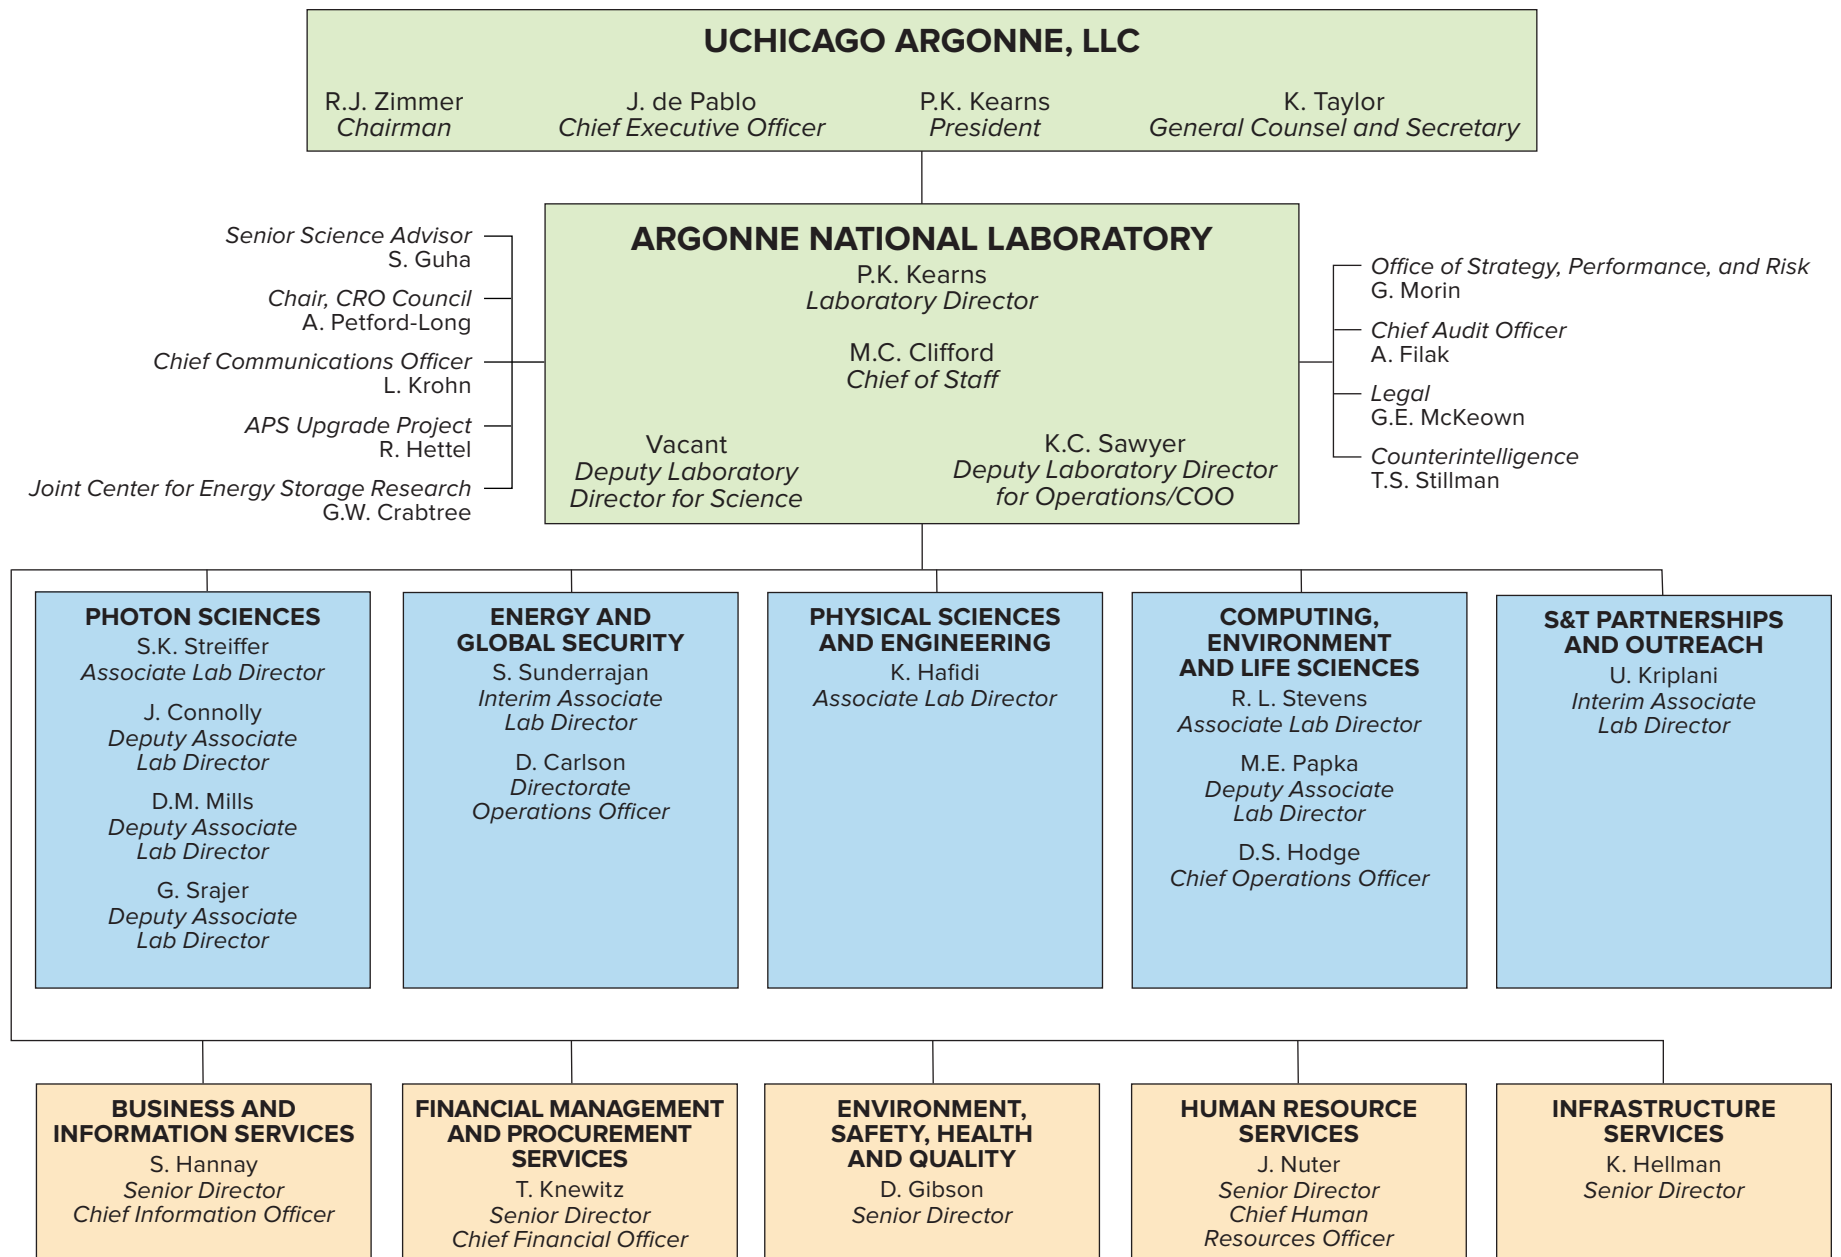 UCHICAGO ARGONNE, LLC
R.J. Zimmer
Chairman
J. de Pablo
Chief Executive Officer
P.K. Kearns
President
K. Taylor
General Counsel and Secretary
Senior Science Advisor
S. Guha
Chair, CRO Council
A. Petford-Long
Chief Communications Officer
L. Krohn
APS Upgrade Project
R. Hettel
Joint Center for Energy Storage Research
G.W. Crabtree
ARGONNE NATIONAL LABORATORY
P.K. Kearns
Laboratory Director
M.C. Clifford
Chief of Staff
Vacant
Deputy Laboratory
Director for Science
K.C. Sawyer
Deputy Laboratory Director
for Operations/COO
Office of Strategy, Performance, and Risk
G. Morin
Chief Audit Officer
A. Filak
Legal
G.E. McKeown
Counterintelligence
T.S. Stillman
PHOTON SCIENCES
S.K. Streiffer
Associate Lab Director
J. Connolly
Deputy Associate
Lab Director
D.M. Mills
Deputy Associate
Lab Director
G. Srajer
Deputy Associate
Lab Director
ENERGY AND
GLOBAL SECURITY
S. Sunderrajan
Interim Associate
Lab Director
D. Carlson
Directorate
Operations Officer
PHYSICAL SCIENCES
AND ENGINEERING
K. Hafidi
Associate Lab Director
COMPUTING,
ENVIRONMENT
AND LIFE SCIENCES
R. L. Stevens
Associate Lab Director
M.E. Papka
Deputy Associate
Lab Director
D.S. Hodge
Chief Operations Officer
S&T PARTNERSHIPS
AND OUTREACH
U. Kriplani
Interim Associate
Lab Director
BUSINESS AND
INFORMATION SERVICES
S. Hannay
Senior Director
Chief Information Officer
FINANCIAL MANAGEMENT
AND PROCUREMENT
SERVICES
T. Knewitz
Senior Director
Chief Financial Officer
ENVIRONMENT,
SAFETY, HEALTH
AND QUALITY
D. Gibson
Senior Director
HUMAN RESOURCE
SERVICES
J. Nuter
Senior Director
Chief Human
Resources Officer
INFRASTRUCTURE
SERVICES
K. Hellman
Senior Director